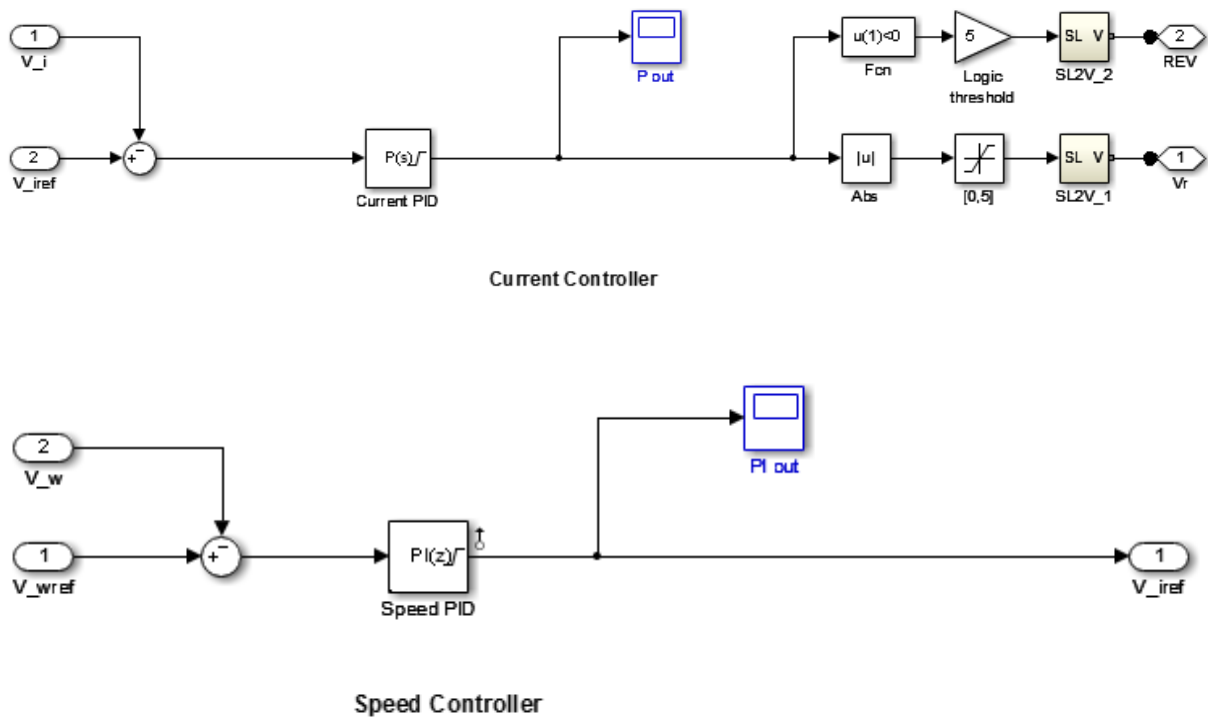 1
V_i
2
V_iref
+
−
P(s)
Current PID
P out
u(1)<0
Fcn
5
Logic
threshold
SL V
SL2V_2
2
REV
|u|
Abs
[0,5]
SL V
SL2V_1
1
Vr
Current Controller
2
V_w
1
V_wref
+
−
PI(z)
Speed PID
PI out
1
V_iref
Speed Controller